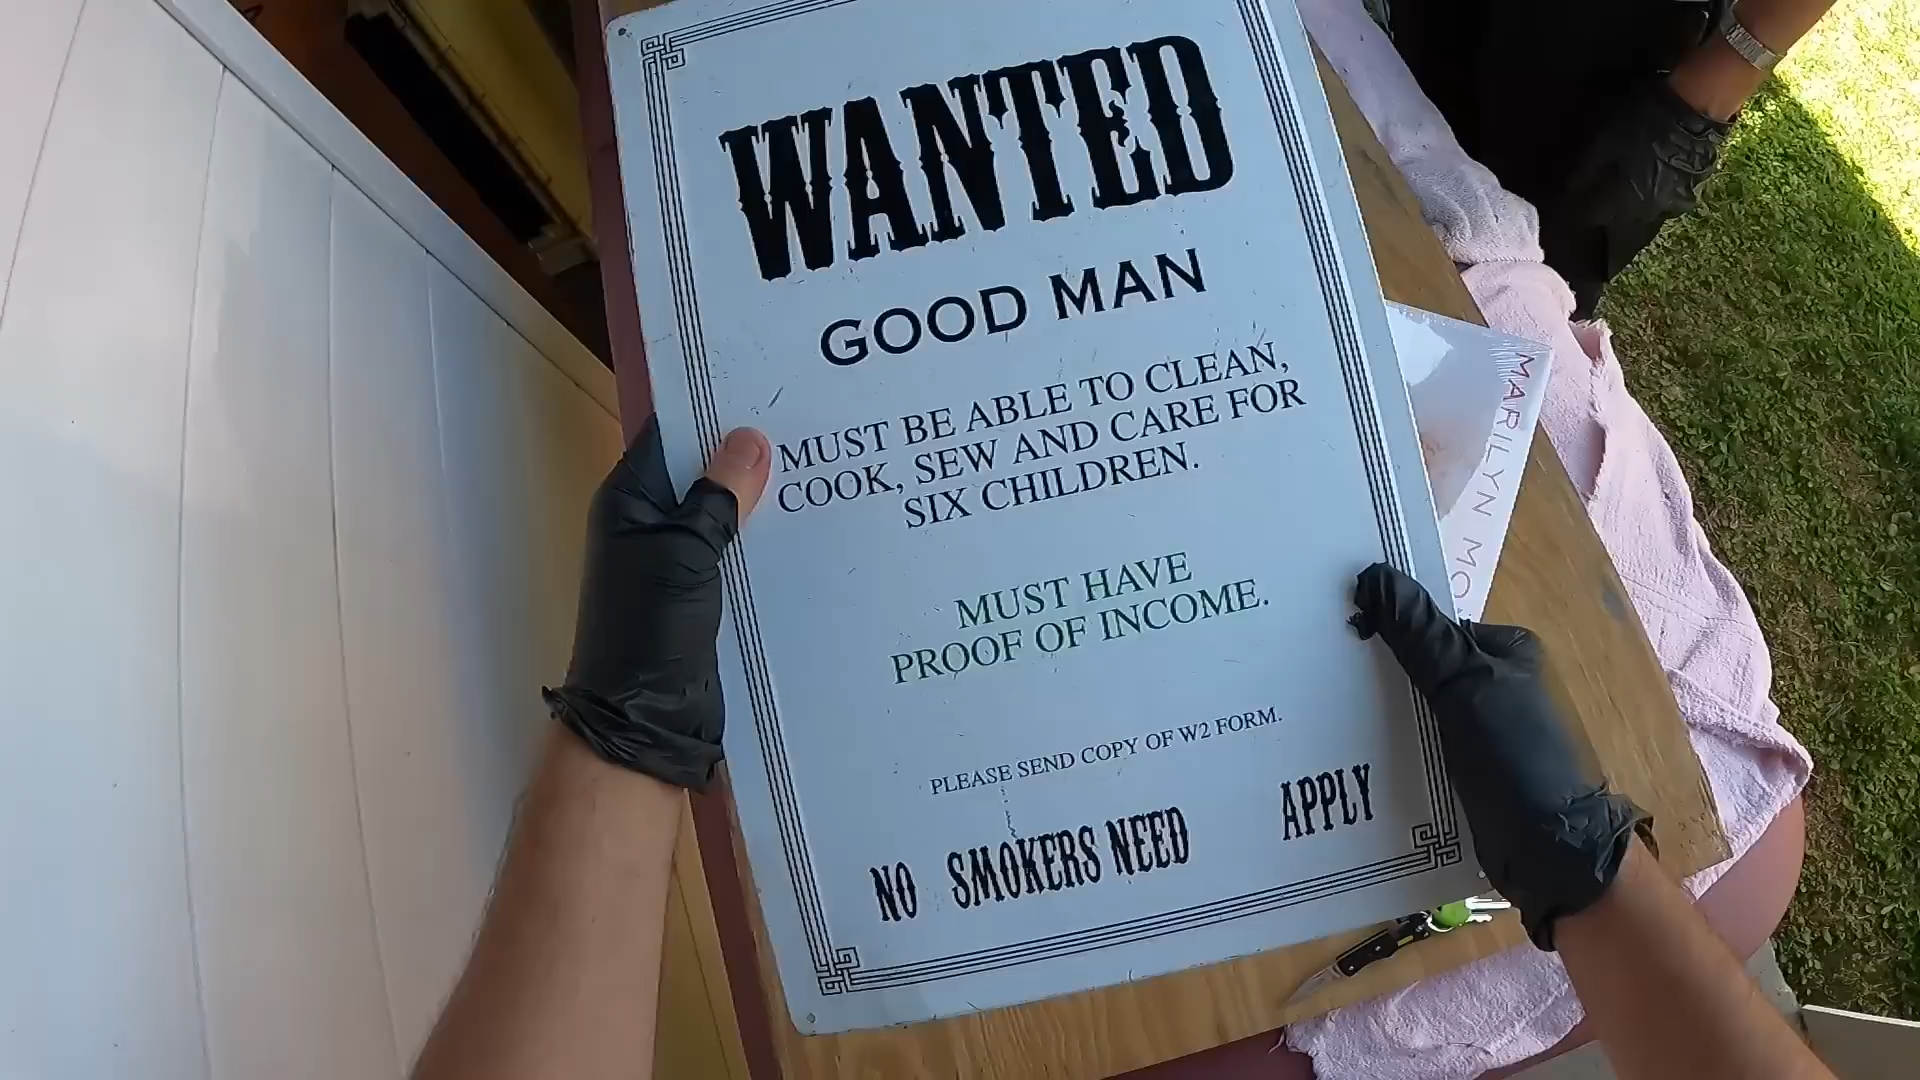 WANTED
GOOD MAN
MUST BE ABLE TO CLEAN,
COOK, SEW AND CARE FOR
SIX CHILDREN.
MUST HAVE
PROOF OF INCOME.
PLEASE SEND COPY OF W2 FORM.
NO SMOKERS NEED APPLY
MARILYN